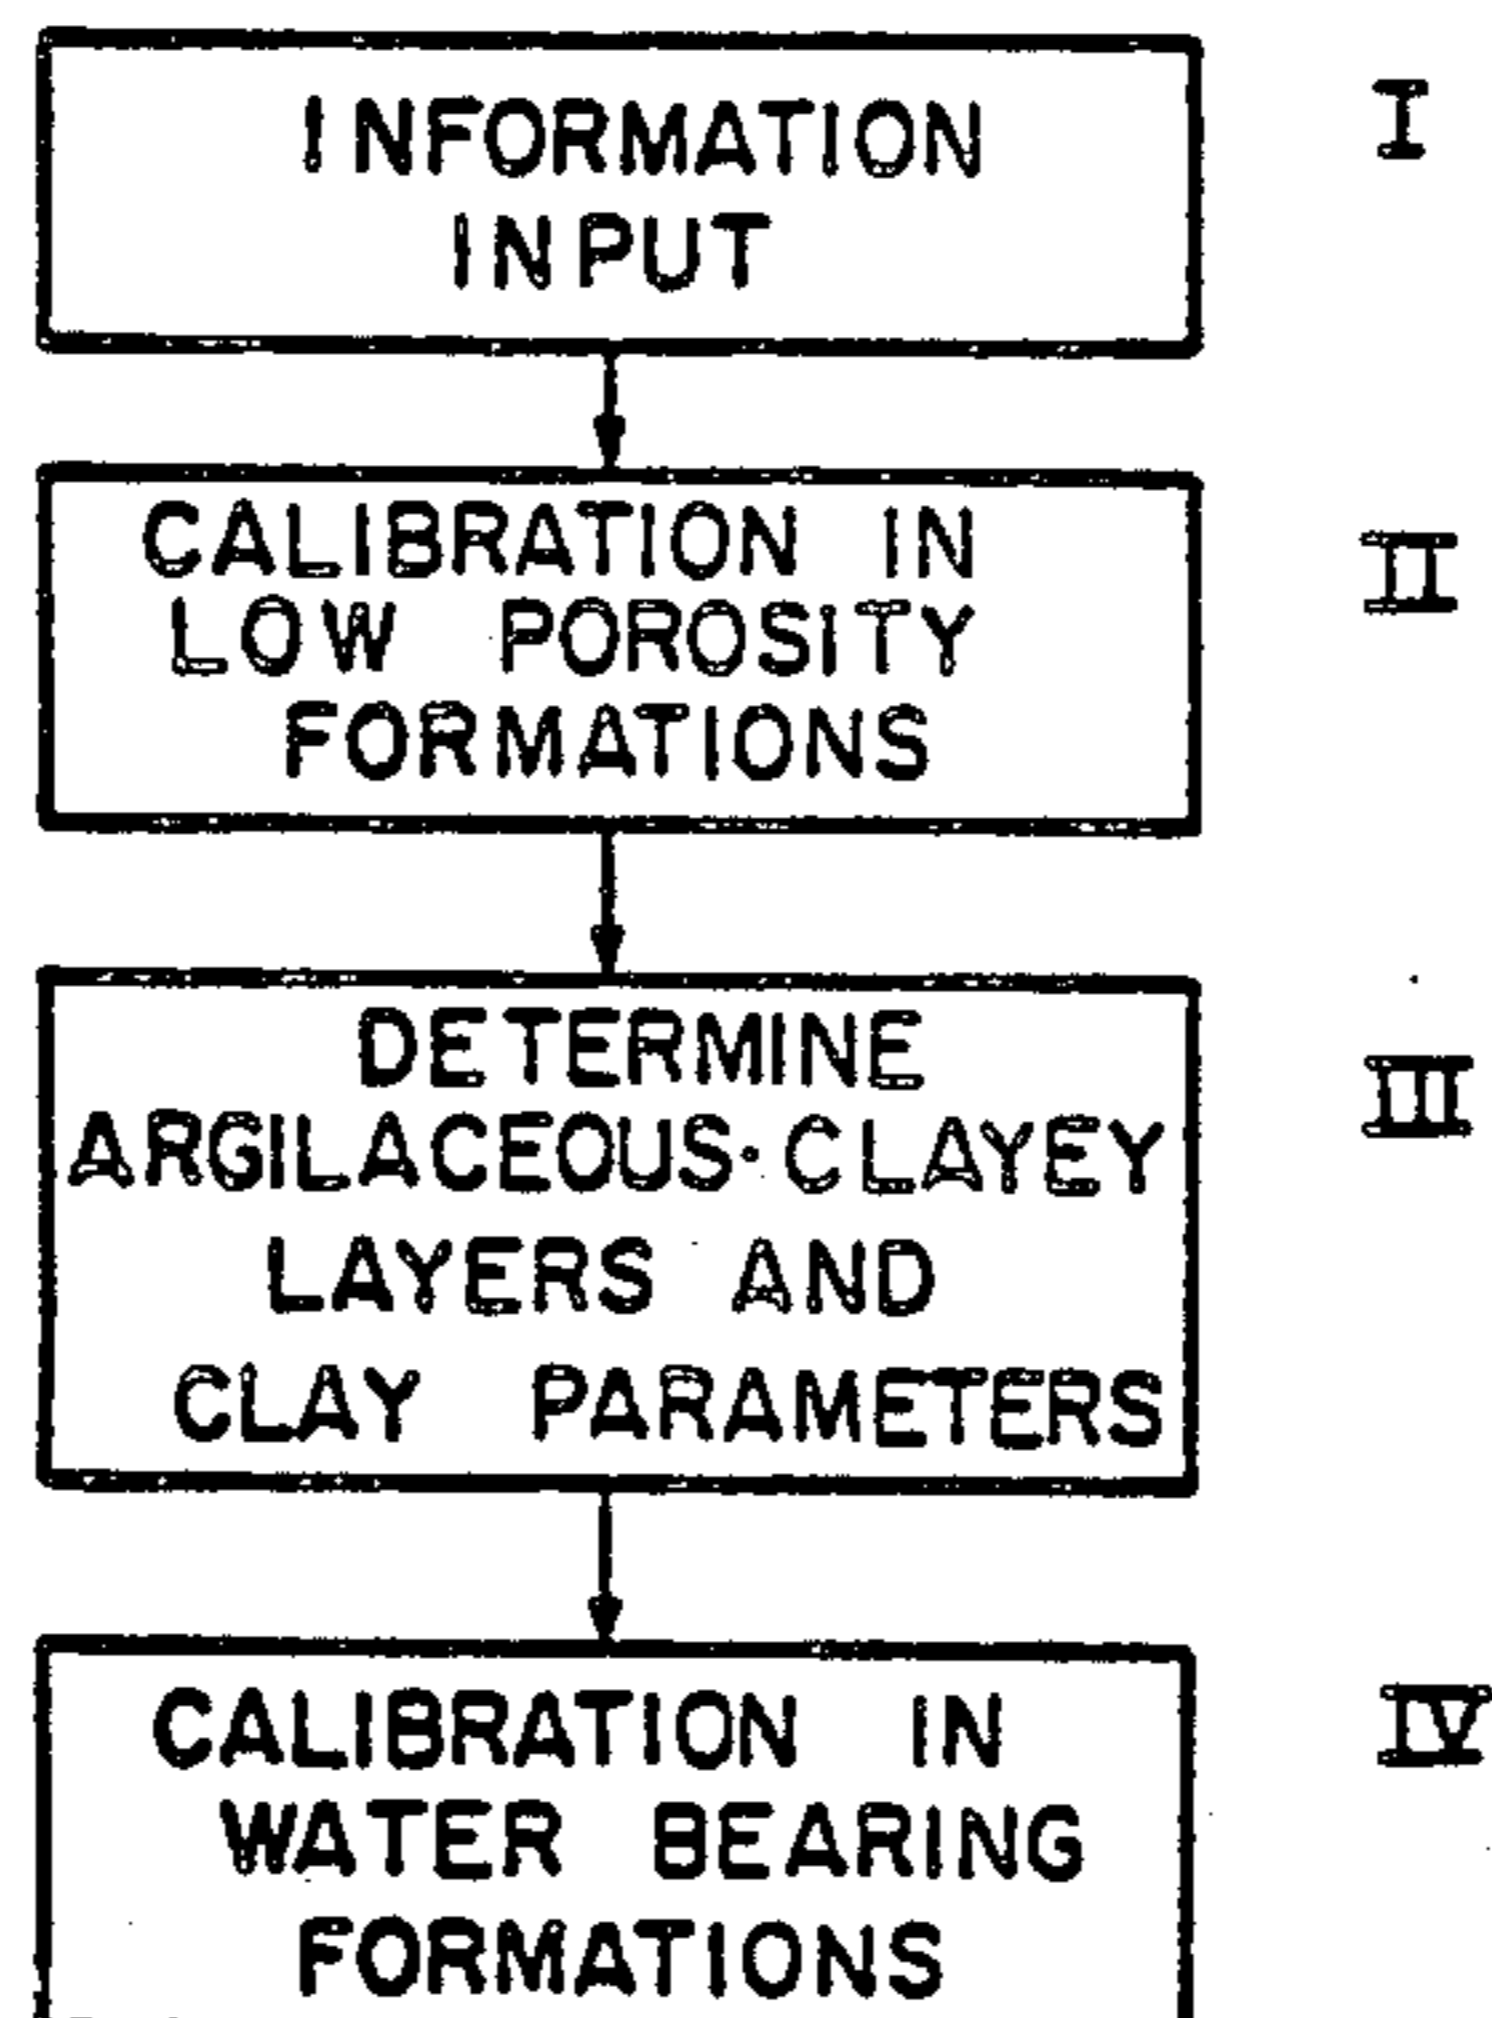 INFORMATION
INPUT
I
CALIBRATION IN
LOW POROSITY
FORMATIONS
II
DETERMINE
ARGILACEOUS·CLAYEY
LAYERS AND
CLAY PARAMETERS
III
CALIBRATION IN
WATER BEARING
FORMATIONS
IV